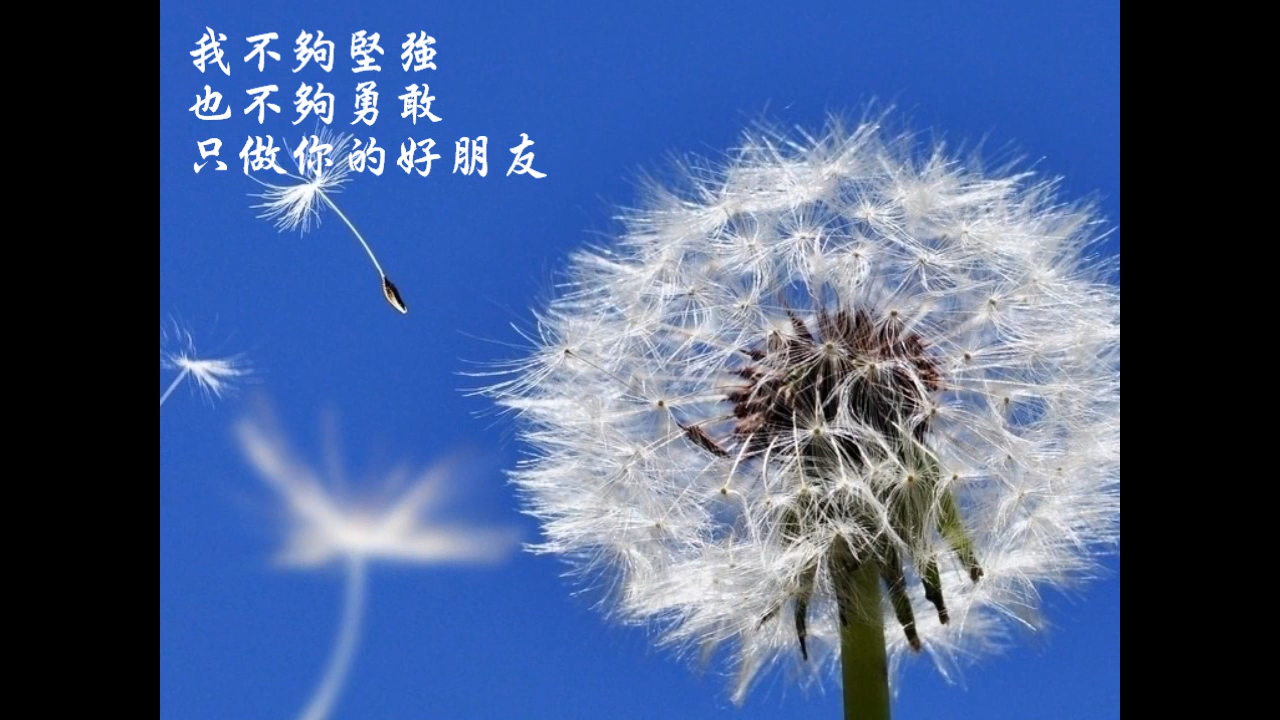 我不夠堅強
也不夠勇敢
只做你的好朋友